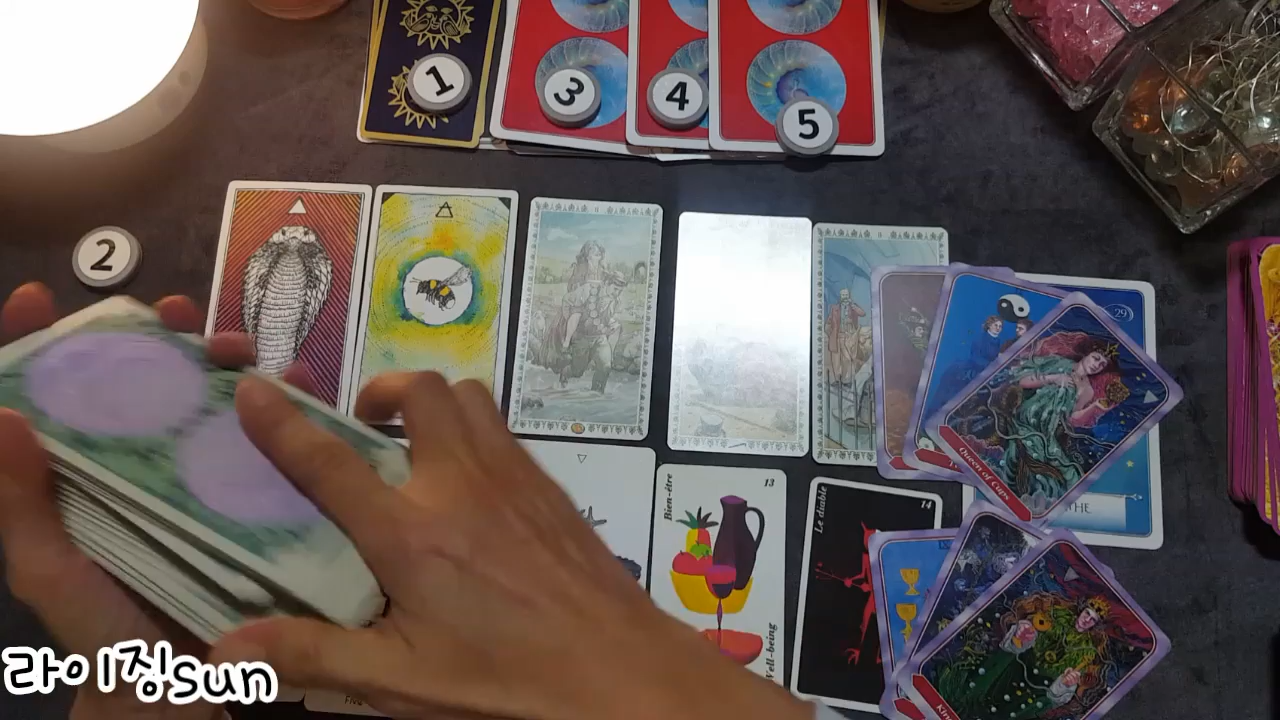 1
3
4
5
2
29
Queen of Cups
THE
Bien-être
13
Well-being
Le diable
14
라이징sun